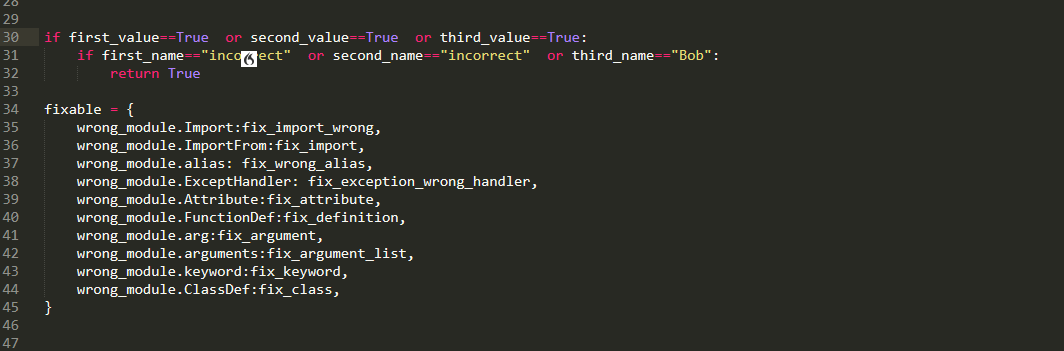 28
29
30 if first_value==True  or second_value==True  or third_value==True:
31     if first_name=="inco ect"  or second_name=="incorrect"  or third_name=="Bob":
32         return True
33
34 fixable = {
35     wrong_module.Import:fix_import_wrong,
36     wrong_module.ImportFrom:fix_import,
37     wrong_module.alias: fix_wrong_alias,
38     wrong_module.ExceptHandler: fix_exception_wrong_handler,
39     wrong_module.Attribute:fix_attribute,
40     wrong_module.FunctionDef:fix_definition,
41     wrong_module.arg:fix_argument,
42     wrong_module.arguments:fix_argument_list,
43     wrong_module.keyword:fix_keyword,
44     wrong_module.ClassDef:fix_class,
45 }
46
47